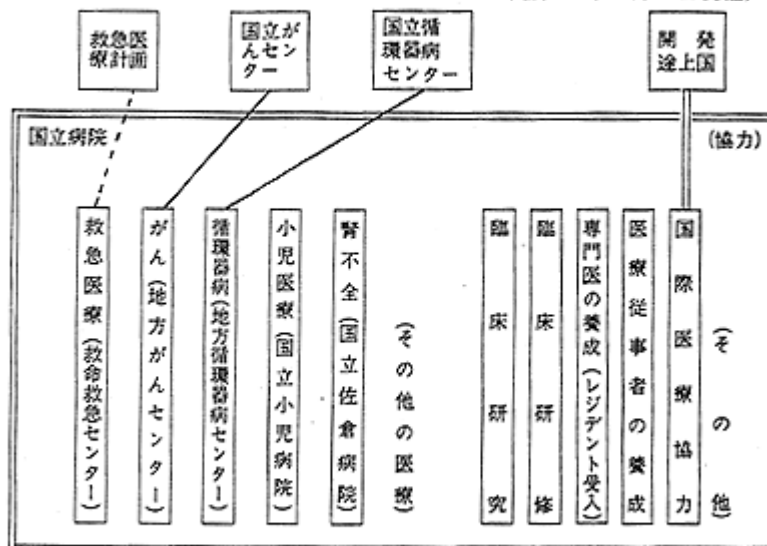 救急医
療計画
国立が
んセン
ター
国立循
環器病
センター
開発
途上国
国立病院
(協力)
救急医療(救命救急センター)
がん(地方がんセンター)
循環器病(地方循環器病センター)
小児医療(国立小児病院)
腎不全(国立佐倉病院)
(その他の医療)
臨床研究
臨床研修
専門医の養成(レジデント受入)
医療従事者の養成
国際医療協力
(その他)